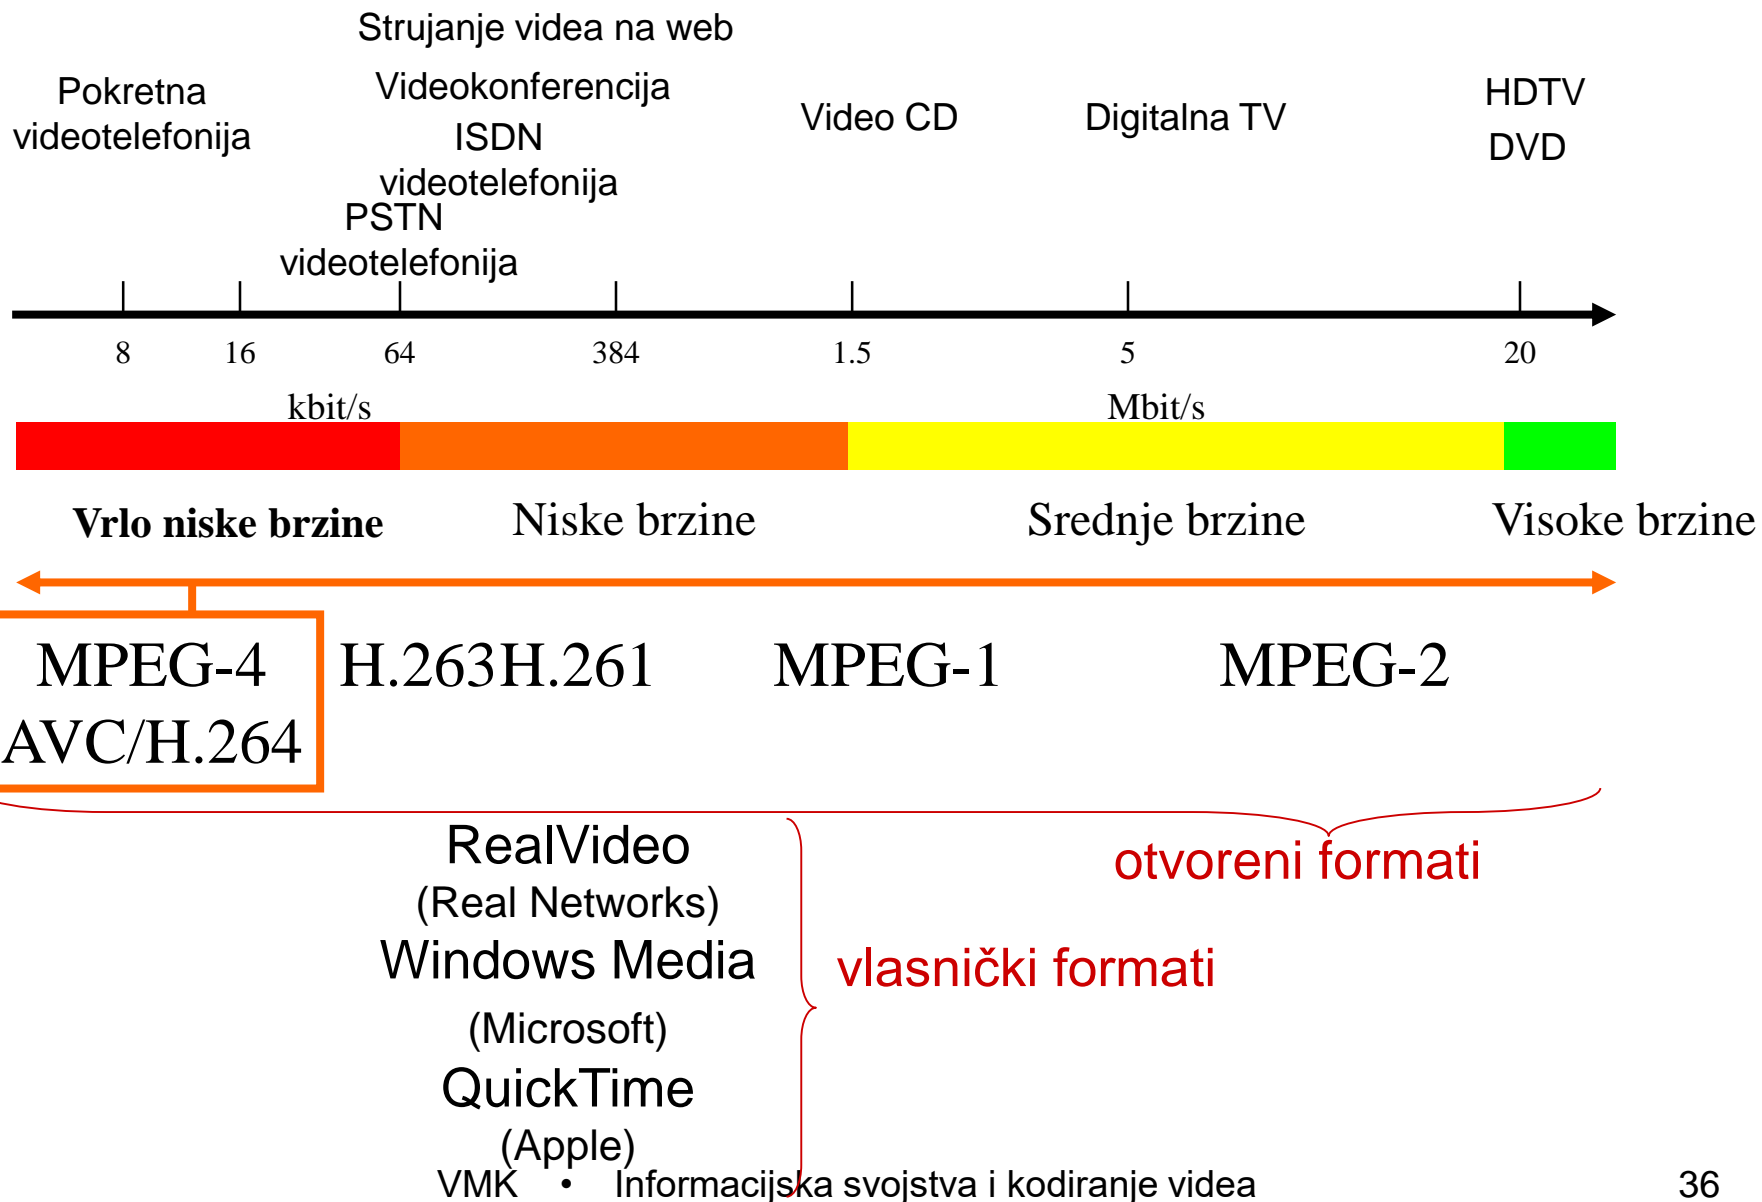 Strujanje videa na web
Pokretna
videotelefonija
Videokonferencija
ISDN
videotelefonija
PSTN
videotelefonija
Video CD
Digitalna TV
HDTV
DVD
8 16 64 384 1.5 5 20
kbit/s Mbit/s
Vrlo niske brzine Niske brzine Srednje brzine Visoke brzine
MPEG-4 H.263 H.261 MPEG-1 MPEG-2
AVC/H.264
RealVideo
(Real Networks)
Windows Media
(Microsoft)
QuickTime
(Apple)
otvoreni formati
vlasnički formati
VMK • Informacijska svojstva i kodiranje videa 36